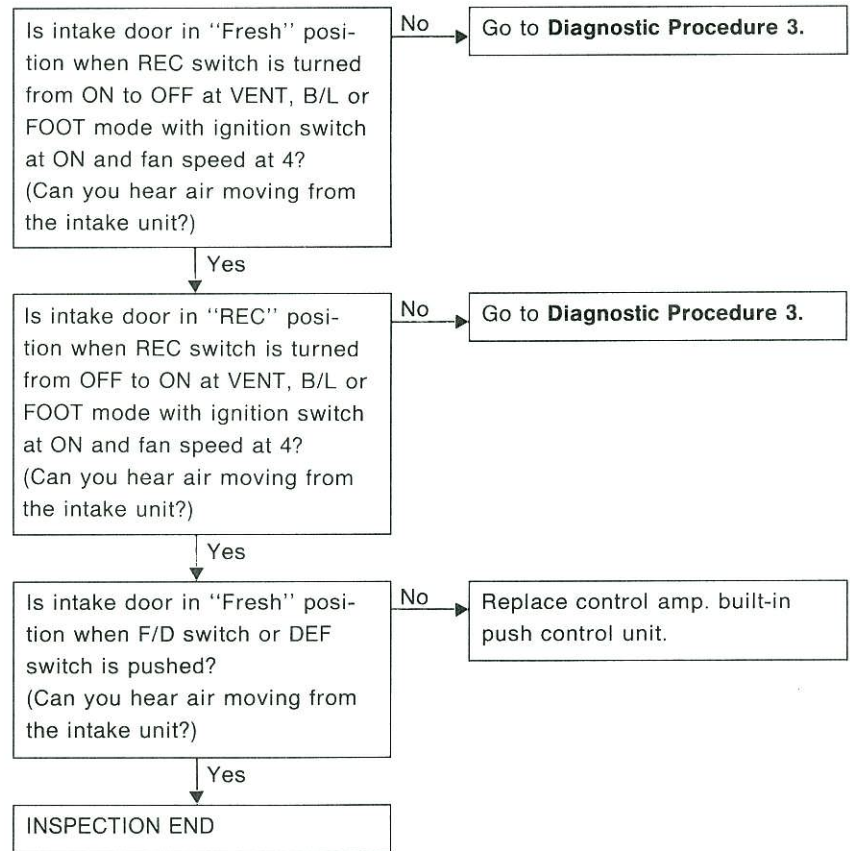 Is intake door in "Fresh" posi-
tion when REC switch is turned
from ON to OFF at VENT, B/L or
FOOT mode with ignition switch
at ON and fan speed at 4?
(Can you hear air moving from
the intake unit?)
No
Go to Diagnostic Procedure 3.
Yes
Is intake door in "REC" posi-
tion when REC switch is turned
from OFF to ON at VENT, B/L or
FOOT mode with ignition switch
at ON and fan speed at 4?
(Can you hear air moving from
the intake unit?)
No
Go to Diagnostic Procedure 3.
Yes
Is intake door in "Fresh" posi-
tion when F/D switch or DEF
switch is pushed?
(Can you hear air moving from
the intake unit?)
No
Replace control amp. built-in
push control unit.
Yes
INSPECTION END